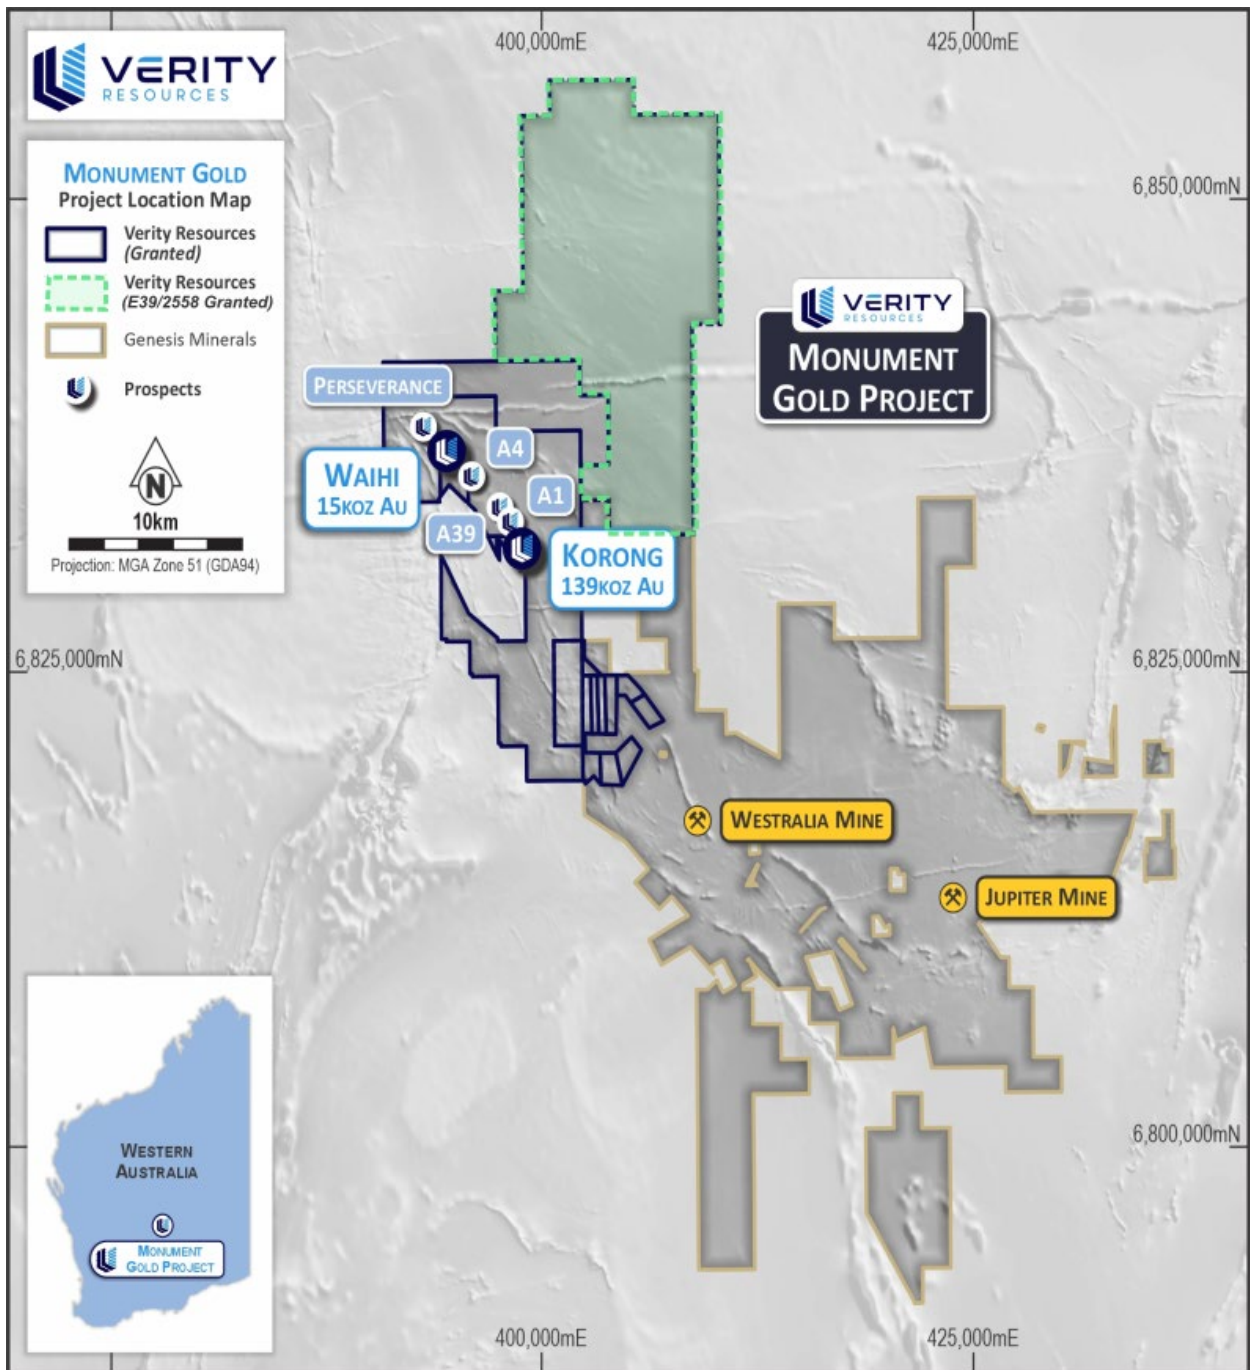 400,000mE
425,000mE
VERITY
RESOURCES
MONUMENT GOLD
Project Location Map
Verity Resources
(Granted)
Verity Resources
(E39/2558 Granted)
Genesis Minerals
Prospects
N
10km
Projection: MGA Zone 51 (GDA94)
6,850,000mN
VERITY
RESOURCES
MONUMENT
GOLD PROJECT
PERSEVERANCE
A4
WAIHI
15KOZ AU
A1
A39
KORONG
139KOZ AU
6,825,000mN
6,825,000mN
WESTRALIA MINE
JUPITER MINE
6,800,000mN
WESTERN
AUSTRALIA
MONUMENT
GOLD PROJECT
400,000mE
425,000mE